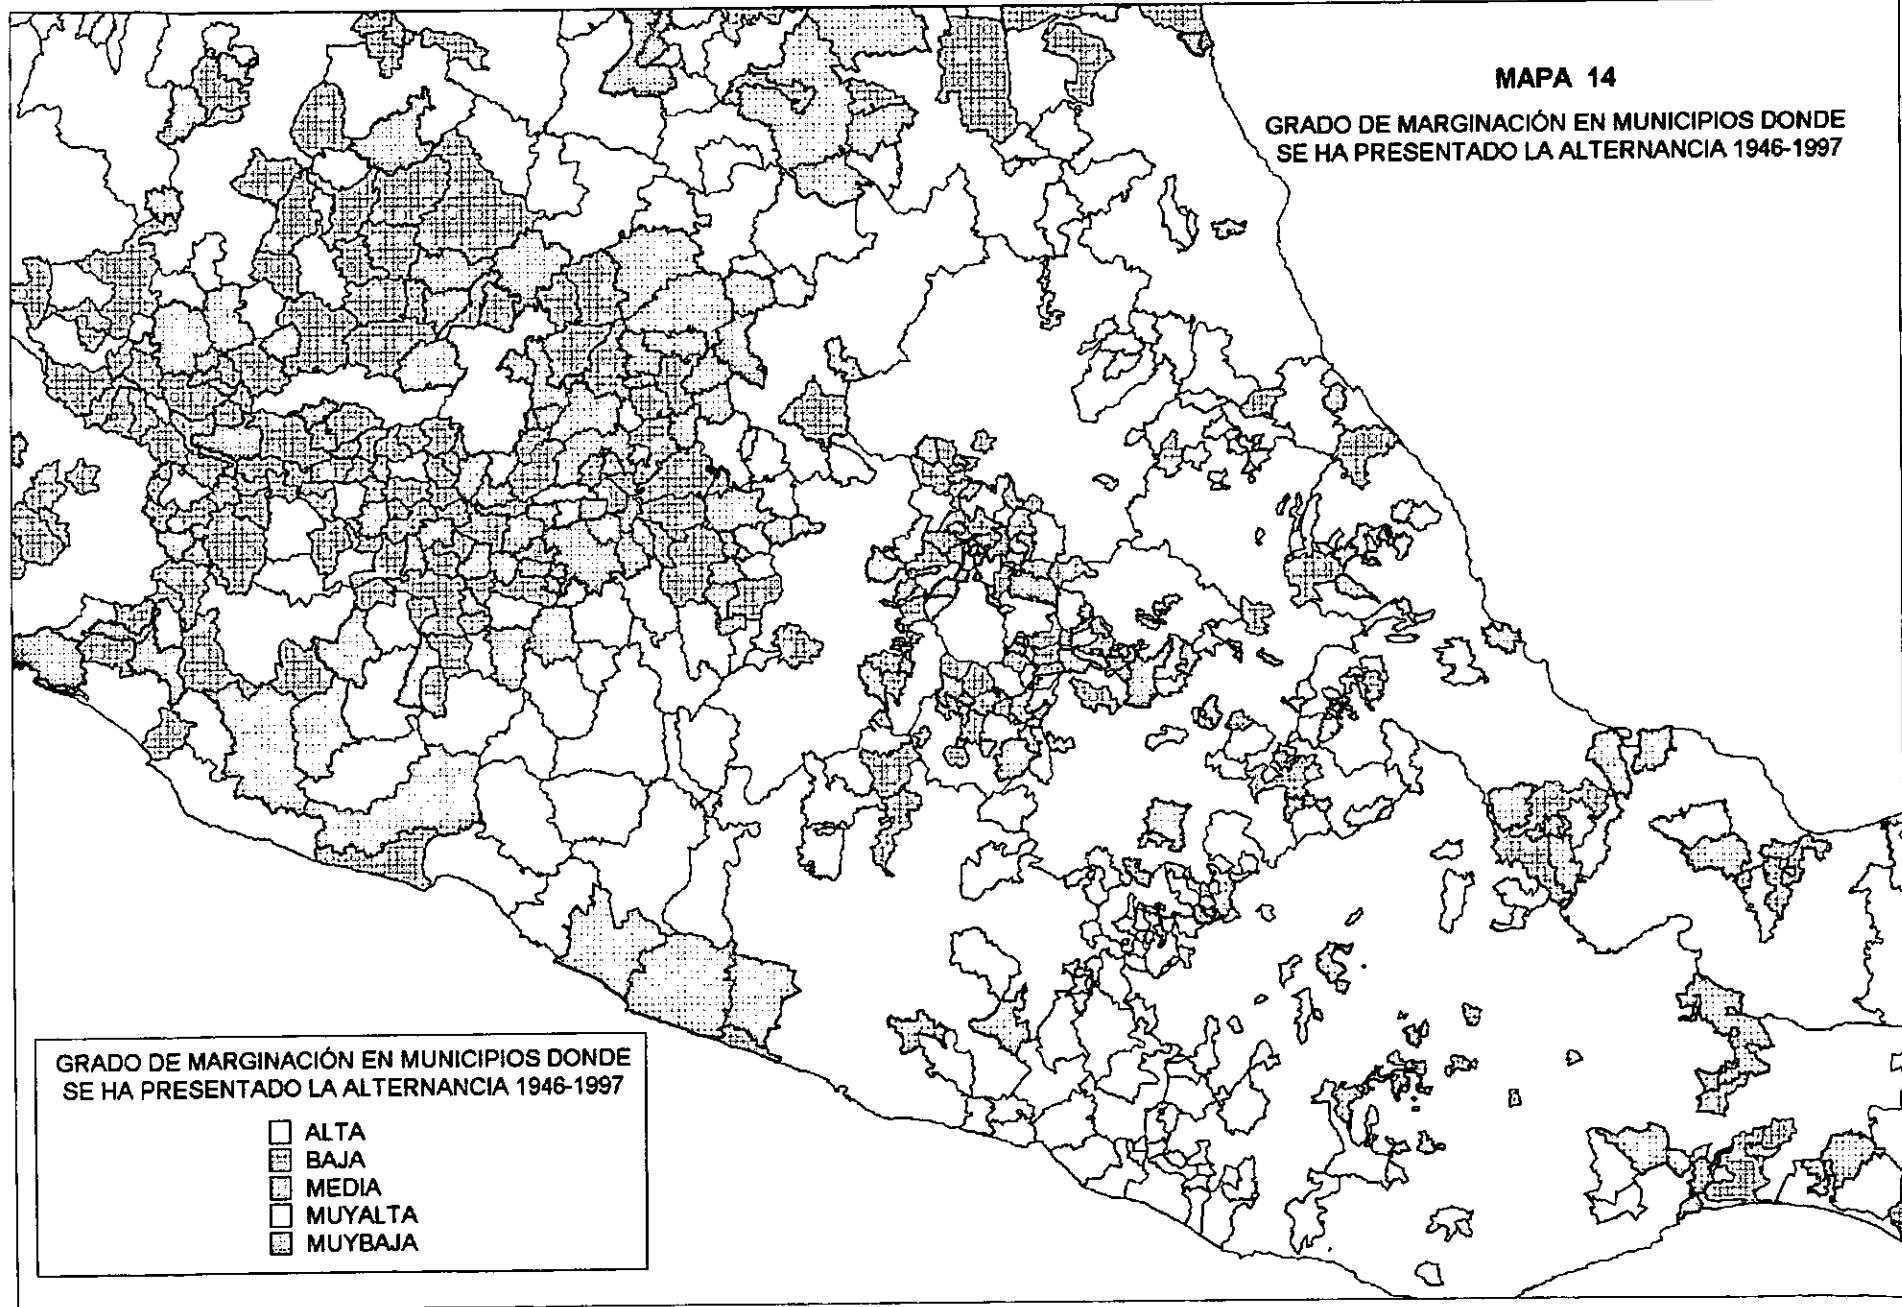 MAPA 14
GRADO DE MARGINACIÓN EN MUNICIPIOS DONDE
SE HA PRESENTADO LA ALTERNANCIA 1946-1997
GRADO DE MARGINACIÓN EN MUNICIPIOS DONDE
SE HA PRESENTADO LA ALTERNANCIA 1946-1997
ALTA
BAJA
MEDIA
MUYALTA
MUYBAJA